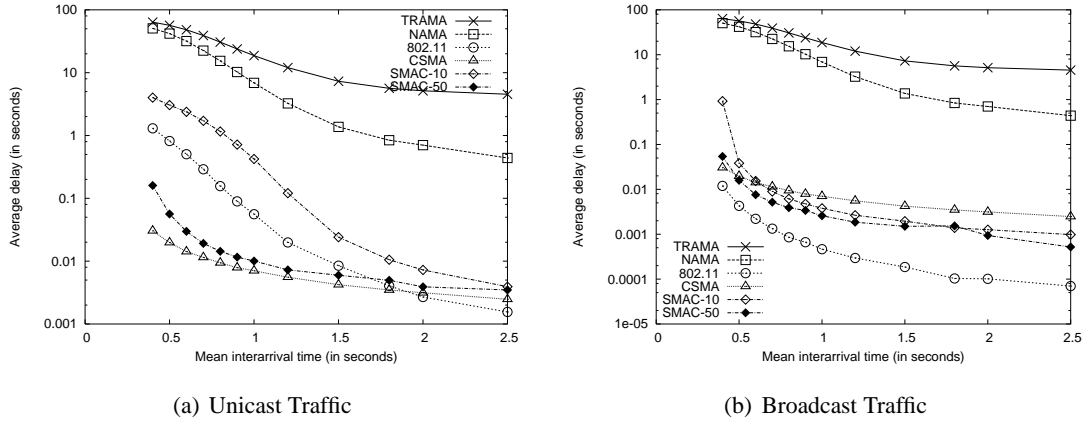 100
10
1
0.1
0.01
0.001
Average delay (in seconds)
TRAMA
NAMA
802.11
CSMA
SMAC-10
SMAC-50
0
0.5
1
1.5
2
2.5
Mean interarrival time (in seconds)
(a) Unicast Traffic
100
10
1
0.1
0.01
0.001
0.0001
1e-05
Average delay (in seconds)
TRAMA
NAMA
802.11
CSMA
SMAC-10
SMAC-50
0
0.5
1
1.5
2
2.5
Mean interarrival time (in seconds)
(b) Broadcast Traffic